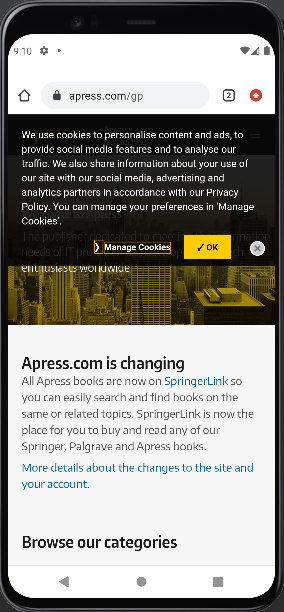 9:10
apress.com/gp
2
We use cookies to personalise content and ads, to
provide social media features and to analyse our
traffic. We also share information about your use of
our site with our social media, advertising and
analytics partners in accordance with our Privacy
Policy. You can manage your preferences in 'Manage
Cookies'.
The publisher dedicated to
❯ Manage Cookies
✓ OK
needs of IT
enthusiasts worldwide
Apress.com is changing
All Apress books are now on SpringerLink so
you can easily search and find books on the
same or related topics. SpringerLink is now the
place for you to buy and read any of our
Springer, Palgrave and Apress books.
More details about the changes to the site and
your account.
Browse our categories